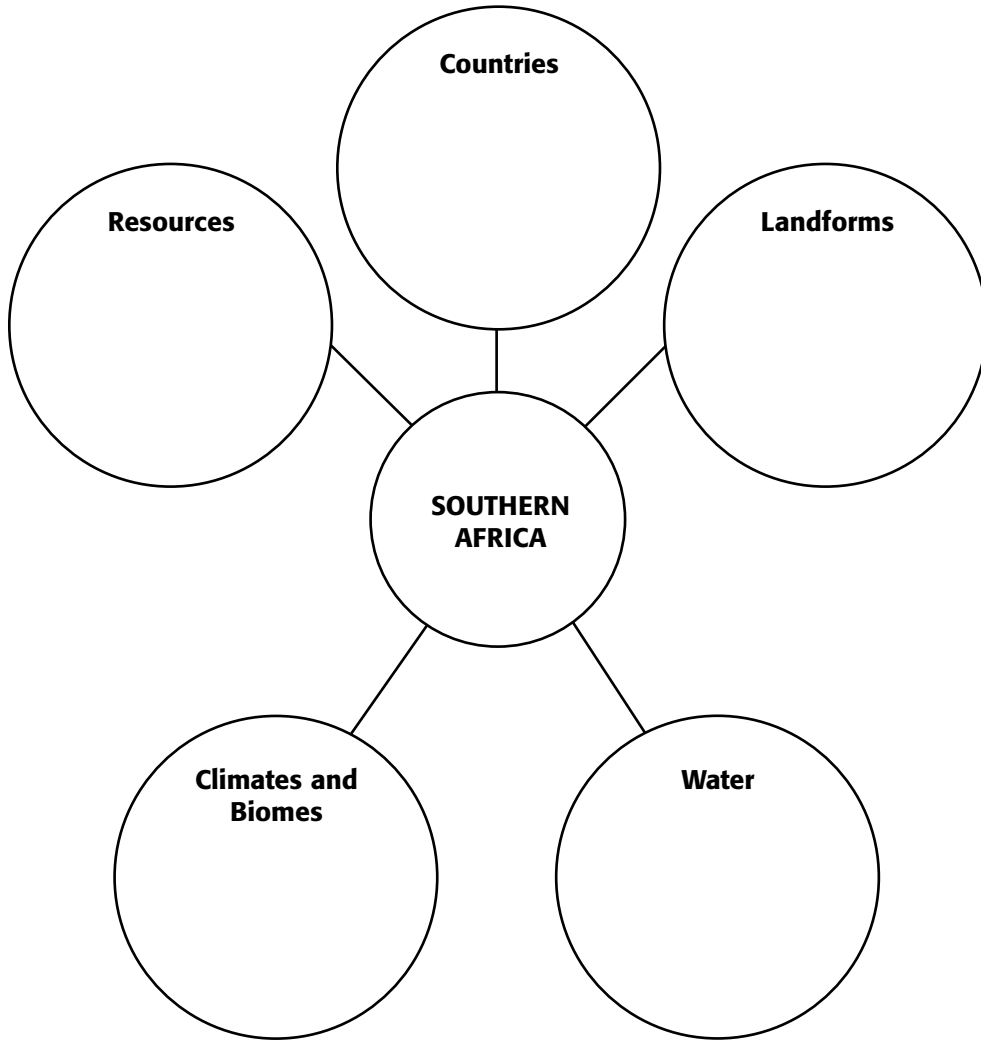 Countries
Resources
Landforms
SOUTHERN
AFRICA
Climates and
Biomes
Water